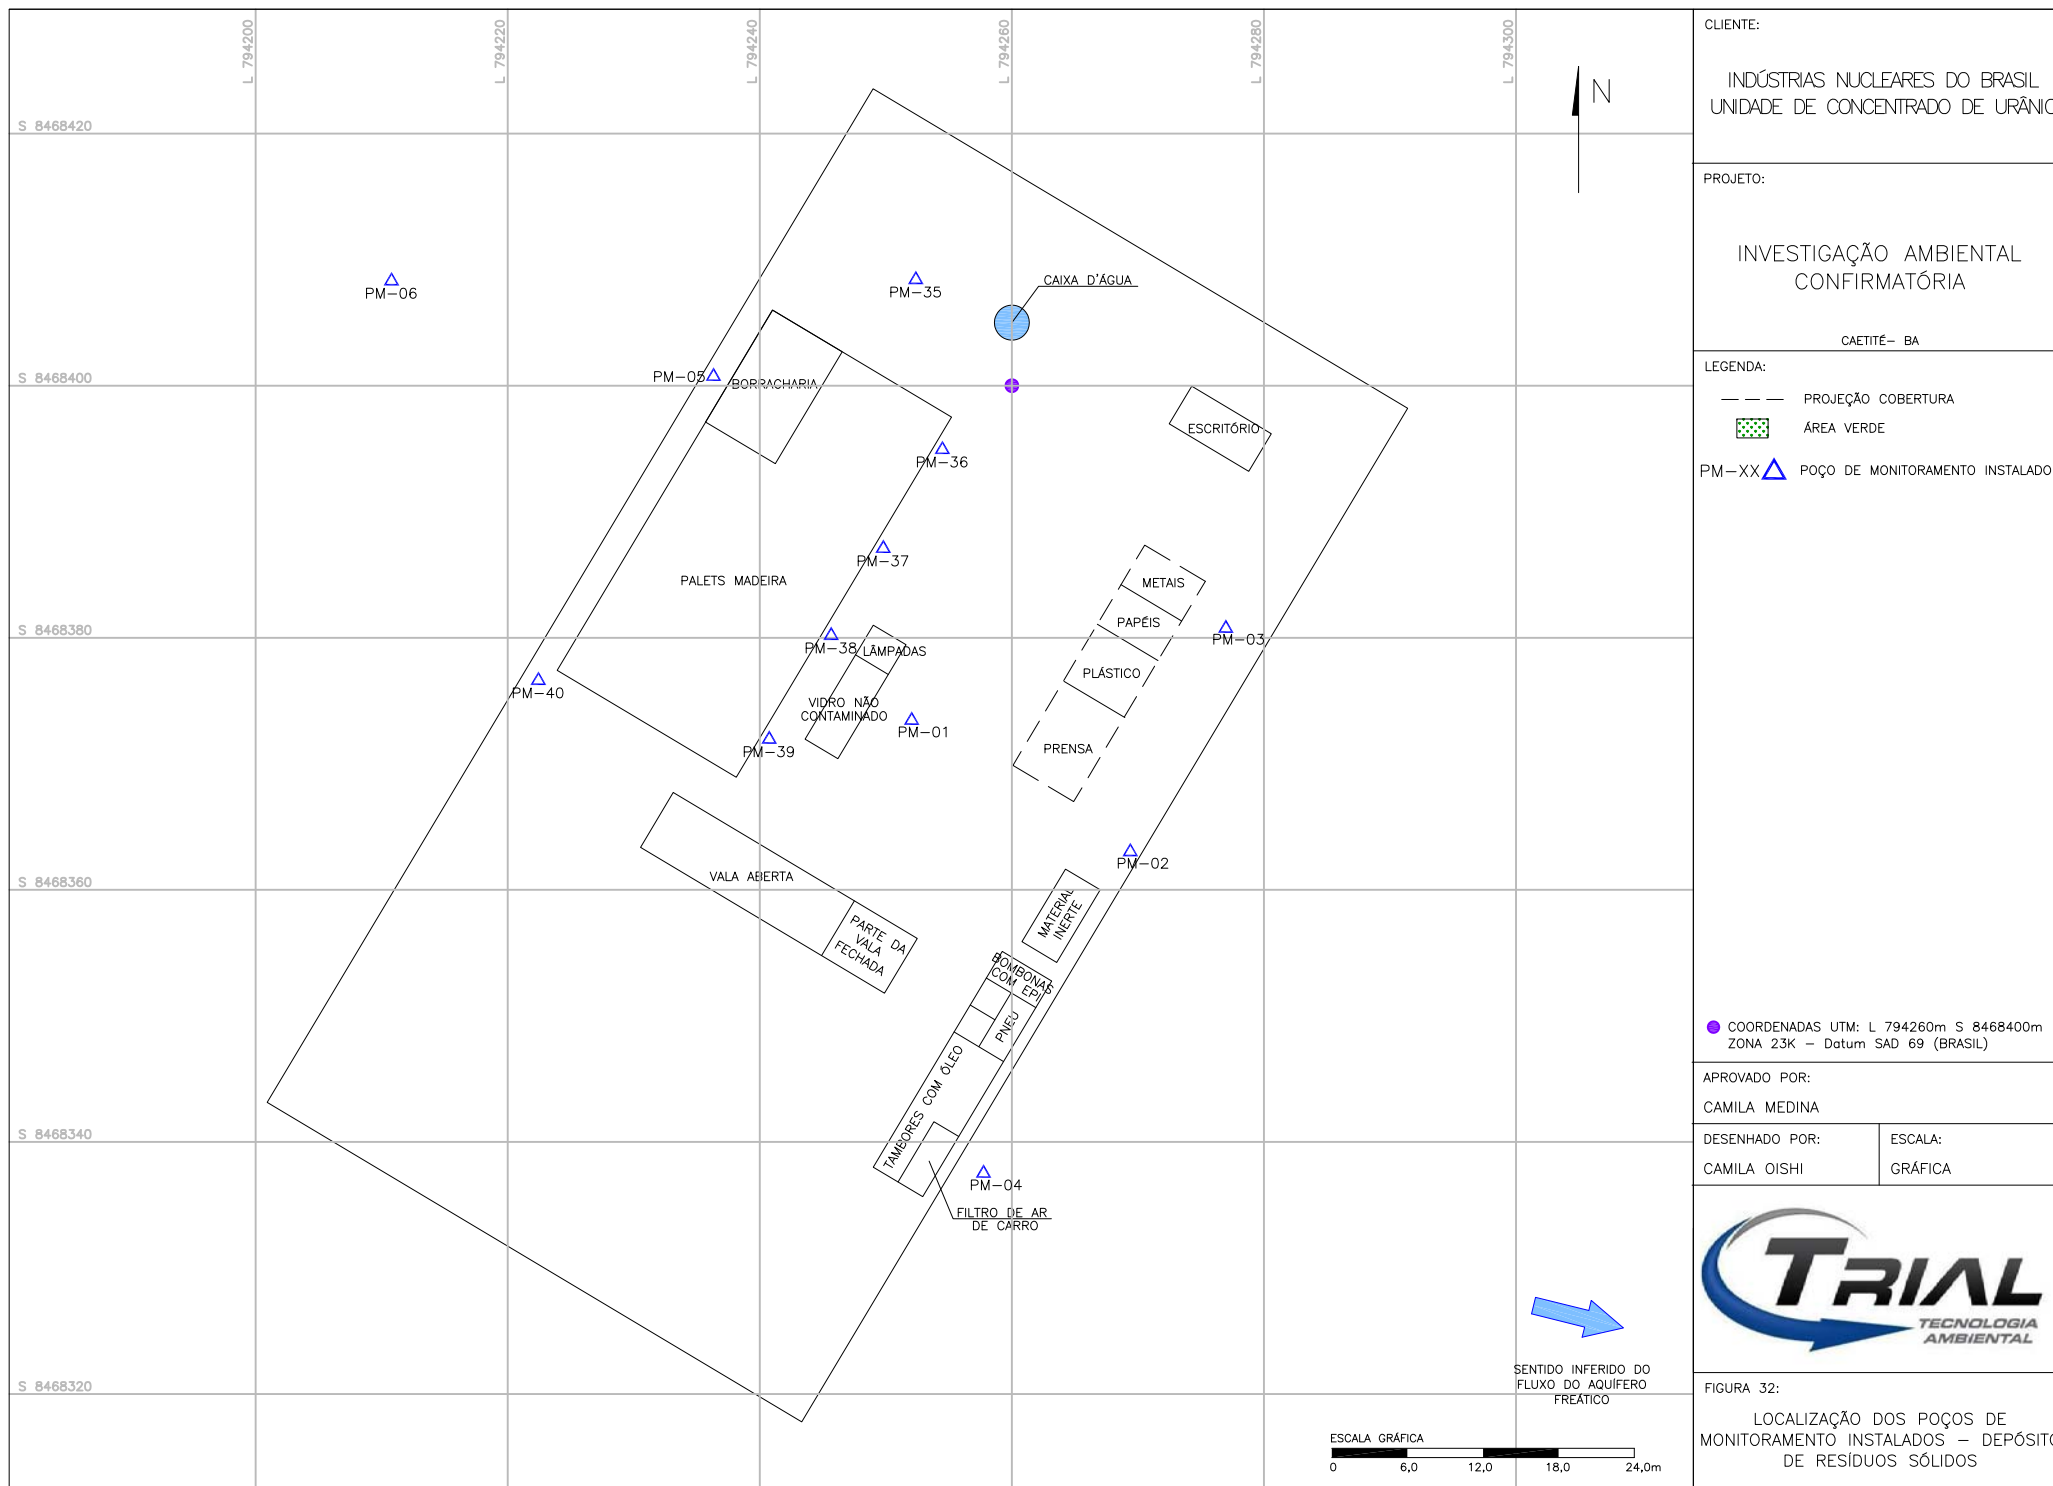 L 794200
L 794220
L 794240
L 794260
L 794280
L 794300
S 8468420
S 8468400
S 8468380
S 8468360
S 8468340
S 8468320
N
PM-06
PM-35
CAIXA D'ÁGUA
PM-05
BORRACHARIA
PM-36
ESCRITÓRIO
PM-37
PALETS MADEIRA
METAIS
PAPÉIS
PLÁSTICO
PRENSA
PM-03
PM-38
LÂMPADAS
VIDRO NÃO
CONTAMINADO
PM-40
PM-01
PM-39
PM-02
VALA ABERTA
PARTE DA
VALA
FECHADA
MATERIAL
INERTE
BOMBONAS
COM EPI
PNEU
TAMBORES COM ÓLEO
PM-04
FILTRO DE AR
DE CARRO
SENTIDO INFERIDO DO
FLUXO DO AQUÍFERO
FREÁTICO
ESCALA GRÁFICA
0 6,0 12,0 18,0 24,0m
CLIENTE:
INDÚSTRIAS NUCLEARES DO BRASIL
UNIDADE DE CONCENTRADO DE URÂNIO
PROJETO:
INVESTIGAÇÃO AMBIENTAL
CONFIRMATÓRIA
CAETITÉ- BA
LEGENDA:
PROJEÇÃO COBERTURA
ÁREA VERDE
PM-XX POÇO DE MONITORAMENTO INSTALADO
COORDENADAS UTM: L 794260m S 8468400m
ZONA 23K - Datum SAD 69 (BRASIL)
APROVADO POR:
CAMILA MEDINA
DESENHADO POR:
CAMILA OISHI
ESCALA:
GRÁFICA
TRIAL
TECNOLOGIA
AMBIENTAL
FIGURA 32:
LOCALIZAÇÃO DOS POÇOS DE
MONITORAMENTO INSTALADOS - DEPÓSITO
DE RESÍDUOS SÓLIDOS